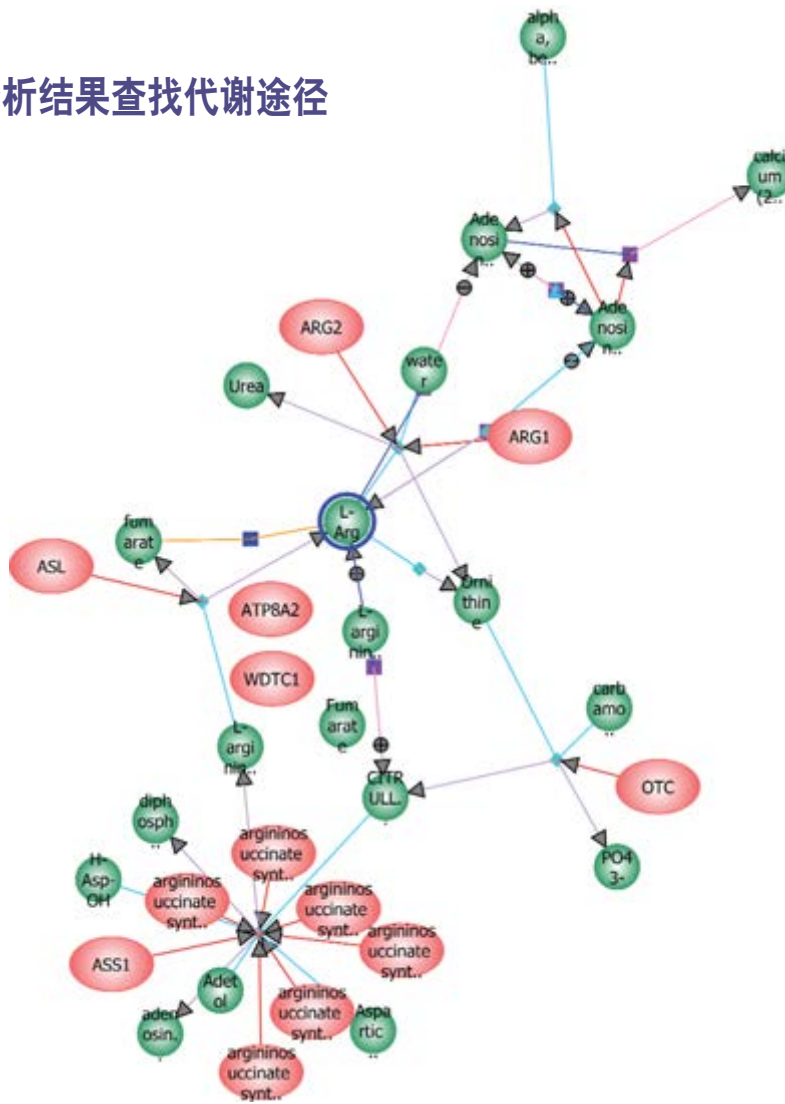 析结果查找代谢途径
alph
a,
be..
calci
um
(2..
Ade
nosi
n..
Ade
nosi
n..
ARG2
wate
r
Urea
ARG1
L-
Arg
fum
arat
e
ASL
Orni
thin
e
ATP8A2
L-
argin
in..
WDTC1
carb
amo
..
Fum
arat
e
L-
argi
nin..
CITR
ULL.
.
OTC
diph
osph
..
argininos
uccinate
synt..
PO4
3-
H-
Asp-
OH
argininos
uccinate
synt..
argininos
uccinate
synt..
argininos
uccinate
synt..
ASS1
Adet
ol
argininos
uccinate
synt..
Aspa
rtic
..
aden
osin.
.
argininos
uccinate
synt..